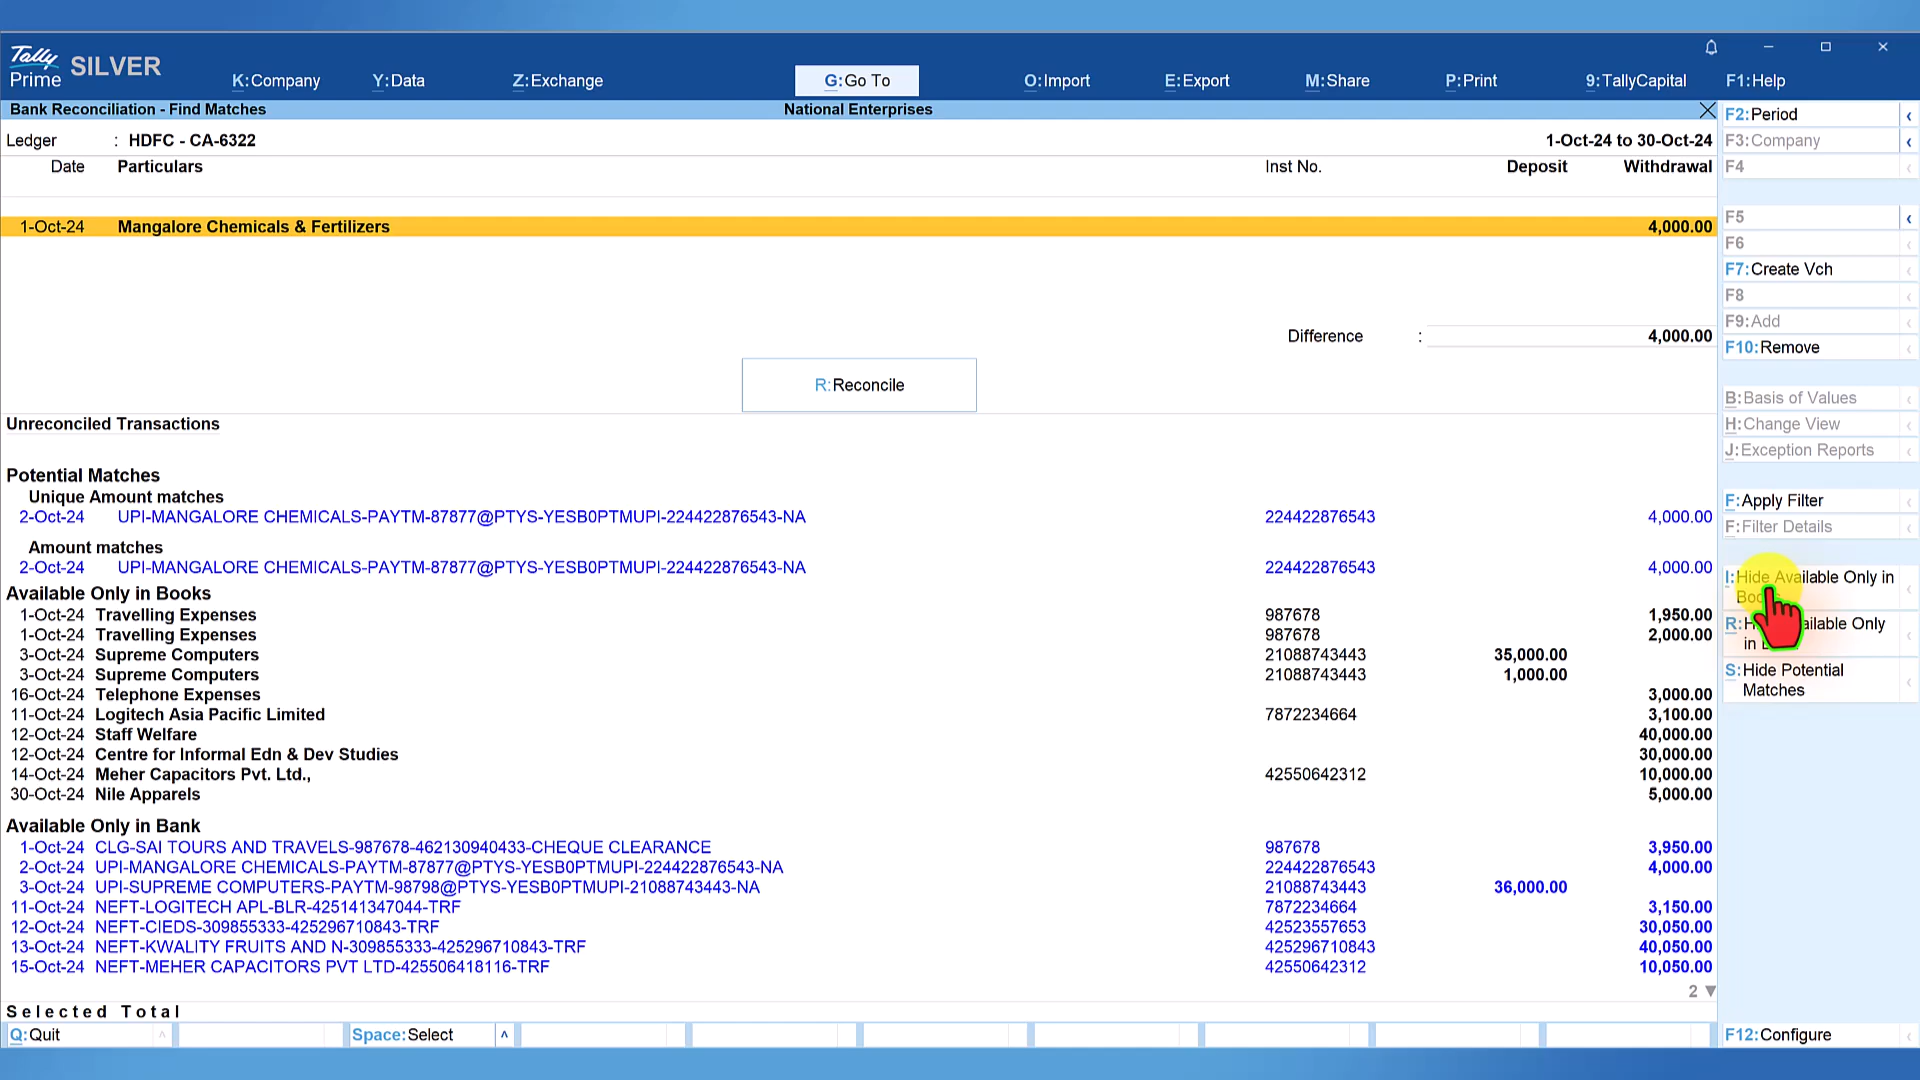 Tally
Prime SILVER
K:Company Y:Data Z:Exchange G:Go To O:Import E:Export M:Share P:Print 9:TallyCapital F1:Help
Bank Reconciliation - Find Matches National Enterprises
Ledger : HDFC - CA-6322 1-Oct-24 to 30-Oct-24
Date Particulars Inst No. Deposit Withdrawal
1-Oct-24 Mangalore Chemicals & Fertilizers 4,000.00
Difference : 4,000.00
R:Reconcile
Unreconciled Transactions
Potential Matches
Unique Amount matches
2-Oct-24 UPI-MANGALORE CHEMICALS-PAYTM-87877@PTYS-YESB0PTMUPI-224422876543-NA 224422876543 4,000.00
Amount matches
2-Oct-24 UPI-MANGALORE CHEMICALS-PAYTM-87877@PTYS-YESB0PTMUPI-224422876543-NA 224422876543 4,000.00
Available Only in Books
1-Oct-24 Travelling Expenses 987678 1,950.00
1-Oct-24 Travelling Expenses 987678 2,000.00
3-Oct-24 Supreme Computers 21088743443 35,000.00
3-Oct-24 Supreme Computers 21088743443 1,000.00
16-Oct-24 Telephone Expenses 3,000.00
11-Oct-24 Logitech Asia Pacific Limited 7872234664 3,100.00
12-Oct-24 Staff Welfare 40,000.00
12-Oct-24 Centre for Informal Edn & Dev Studies 30,000.00
14-Oct-24 Meher Capacitors Pvt. Ltd., 42550642312 10,000.00
30-Oct-24 Nile Apparels 5,000.00
Available Only in Bank
1-Oct-24 CLG-SAI TOURS AND TRAVELS-987678-462130940433-CHEQUE CLEARANCE 987678 3,950.00
2-Oct-24 UPI-MANGALORE CHEMICALS-PAYTM-87877@PTYS-YESB0PTMUPI-224422876543-NA 224422876543 4,000.00
3-Oct-24 UPI-SUPREME COMPUTERS-PAYTM-98798@PTYS-YESB0PTMUPI-21088743443-NA 21088743443 36,000.00
11-Oct-24 NEFT-LOGITECH APL-BLR-425141347044-TRF 7872234664 3,150.00
12-Oct-24 NEFT-CIEDS-309855333-425296710843-TRF 42523557653 30,050.00
13-Oct-24 NEFT-KWALITY FRUITS AND N-309855333-425296710843-TRF 425296710843 40,050.00
15-Oct-24 NEFT-MEHER CAPACITORS PVT LTD-425506418116-TRF 42550642312 10,050.00
2
Selected Total
Q:Quit Space:Select
F2:Period
F3:Company
F4
F5
F6
F7:Create Vch
F8
F9:Add
F10:Remove
B:Basis of Values
H:Change View
J:Exception Reports
F:Apply Filter
F:Filter Details
I:Hide Available Only in
R: Only
in
S:Hide Potential
Matches
F12:Configure